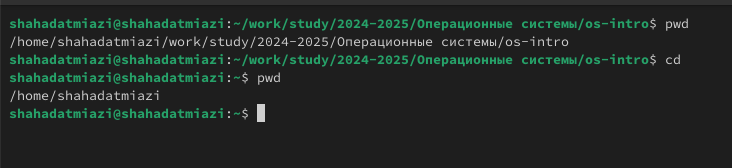 shahadatmiazi@shahadatmiazi:~/work/study/2024-2025/Операционные системы/os-intro$ pwd
/home/shahadatmiazi/work/study/2024-2025/Операционные системы/os-intro
shahadatmiazi@shahadatmiazi:~/work/study/2024-2025/Операционные системы/os-intro$ cd
shahadatmiazi@shahadatmiazi:~$ pwd
/home/shahadatmiazi
shahadatmiazi@shahadatmiazi:~$